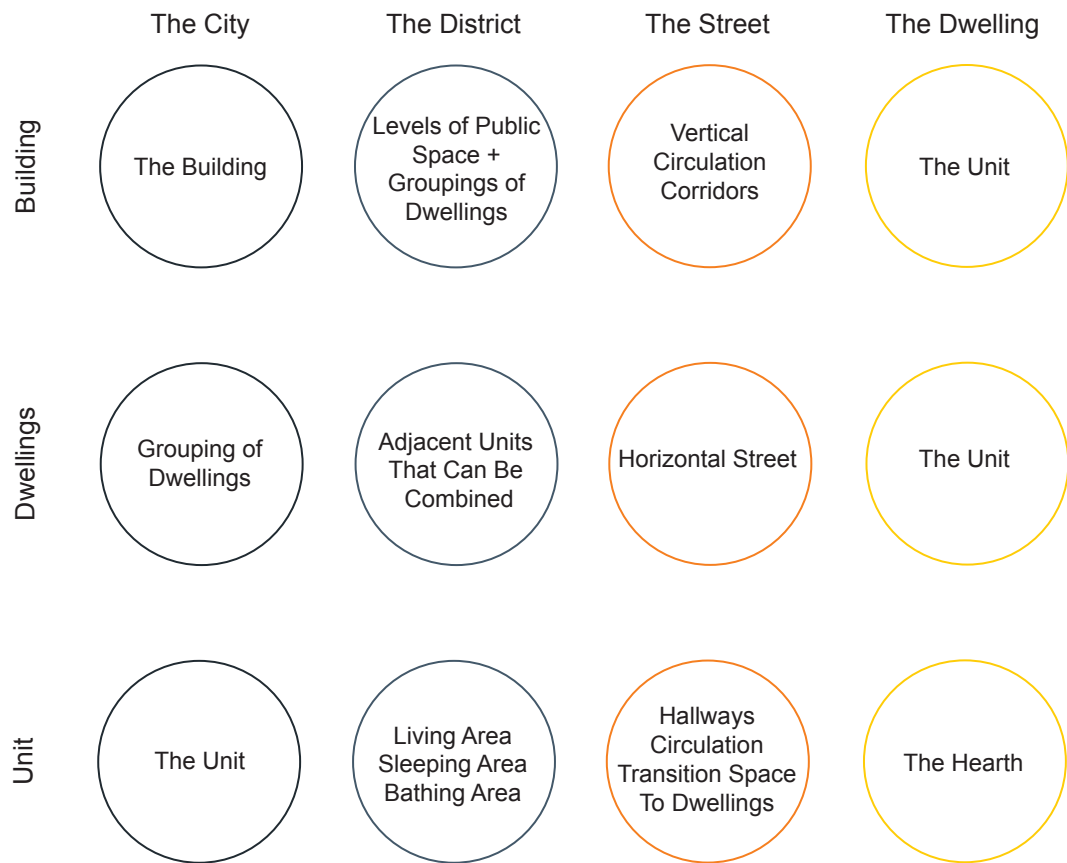 The City
The District
The Street
The Dwelling
Building
The Building
Levels of Public
Space +
Groupings of
Dwellings
Vertical
Circulation
Corridors
The Unit
Dwellings
Grouping of
Dwellings
Adjacent Units
That Can Be
Combined
Horizontal Street
The Unit
Unit
The Unit
Living Area
Sleeping Area
Bathing Area
Hallways
Circulation
Transition Space
To Dwellings
The Hearth